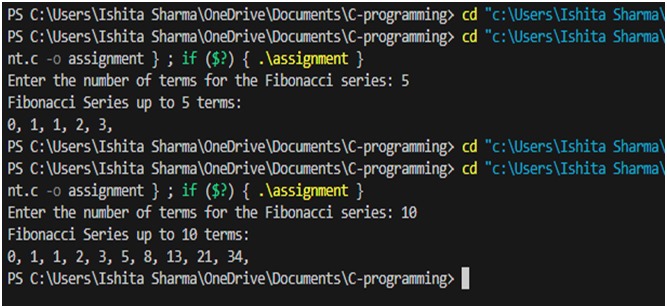 PS C:\Users\Ishita Sharma\OneDrive\Documents\C-programming> cd "c:\Users\Ishita Sharma\
PS C:\Users\Ishita Sharma\OneDrive\Documents\C-programming> cd "c:\Users\Ishita Sharma\
nt.c -o assignment } ; if ($?) { .\assignment }
Enter the number of terms for the Fibonacci series: 5
Fibonacci Series up to 5 terms:
0, 1, 1, 2, 3,
PS C:\Users\Ishita Sharma\OneDrive\Documents\C-programming> cd "c:\Users\Ishita Sharma\
PS C:\Users\Ishita Sharma\OneDrive\Documents\C-programming> cd "c:\Users\Ishita Sharma\
nt.c -o assignment } ; if ($?) { .\assignment }
Enter the number of terms for the Fibonacci series: 10
Fibonacci Series up to 10 terms:
0, 1, 1, 2, 3, 5, 8, 13, 21, 34,
PS C:\Users\Ishita Sharma\OneDrive\Documents\C-programming>